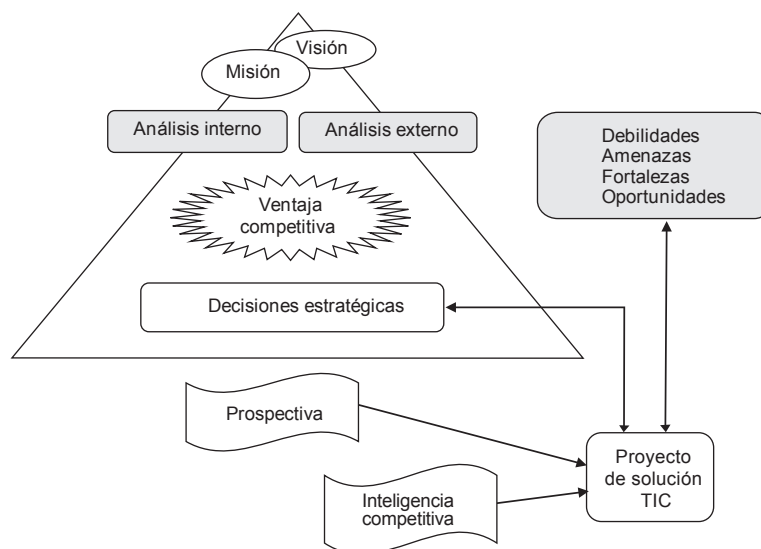 Visión
Misión
Análisis interno
Análisis externo
Debilidades
Amenazas
Fortalezas
Oportunidades
Ventaja
competitiva
Decisiones estratégicas
Prospectiva
Proyecto
de solución
TIC
Inteligencia
competitiva